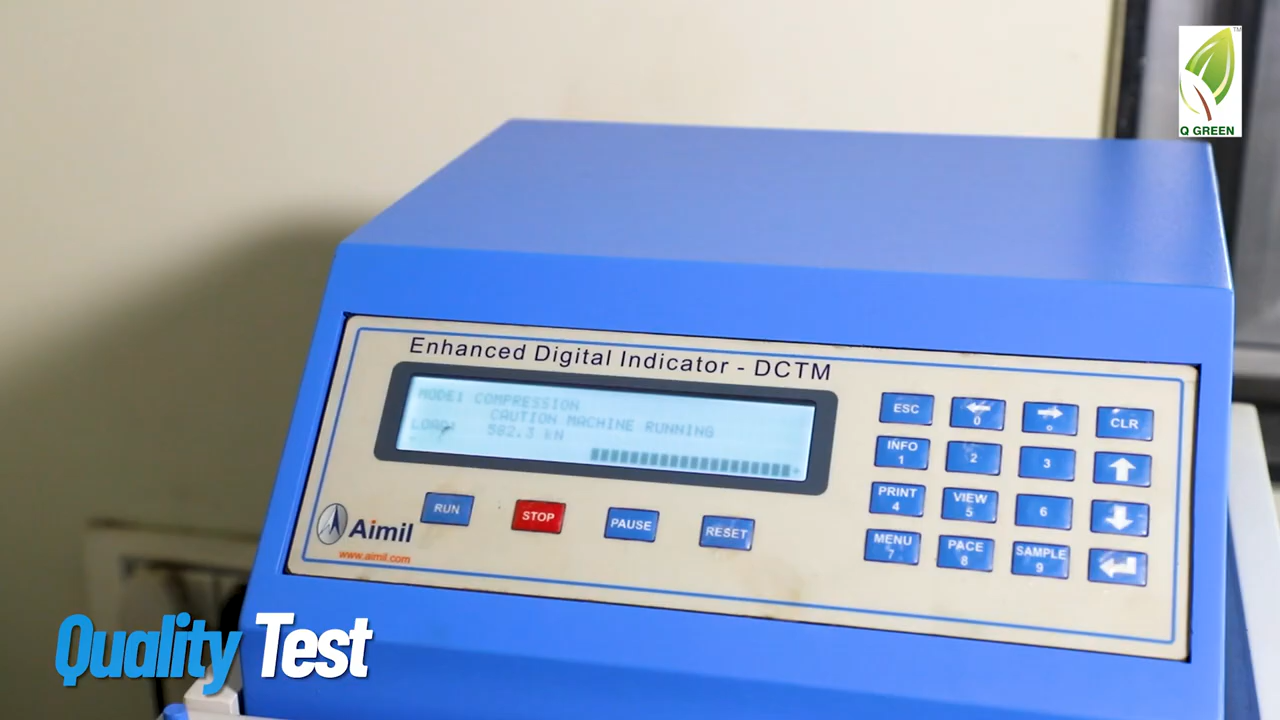 TM
Q GREEN
Enhanced Digital Indicator - DCTM
MODE: COMPRESSION
CAUTION MACHINE RUNNING
LOAD: 582.3 kN
RUN
STOP
PAUSE
RESET
Aimil
www.aimil.com
ESC
← 0
→
CLR
INFO 1
2
3
↑
PRINT 4
VIEW 5
6
↓
MENU 7
PACE 8
SAMPLE 9
Quality Test